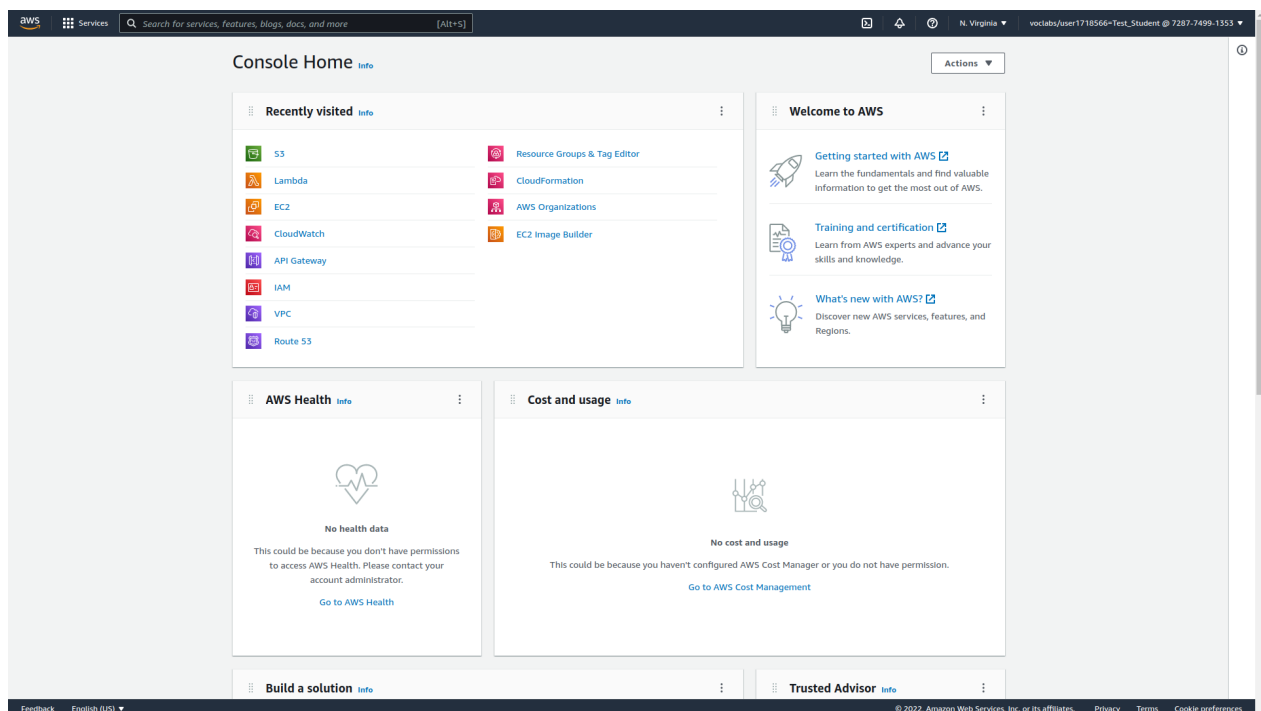 aws Services Search for services, features, blogs, docs, and more [Alt+S] N. Virginia ▼ voclabs/user1718566=Test_Student @ 7287-7499-1353 ▼
Console Home Info
Actions ▼
Recently visited Info
S3
Lambda
EC2
CloudWatch
API Gateway
IAM
VPC
Route 53
Resource Groups & Tag Editor
CloudFormation
AWS Organizations
EC2 Image Builder
Welcome to AWS
Getting started with AWS
Learn the fundamentals and find valuable
information to get the most out of AWS.
Training and certification
Learn from AWS experts and advance your
skills and knowledge.
What's new with AWS?
Discover new AWS services, features, and
Regions.
AWS Health Info
No health data
This could be because you don't have permissions
to access AWS Health. Please contact your
account administrator.
Go to AWS Health
Cost and usage Info
No cost and usage
This could be because you haven't configured AWS Cost Manager or you do not have permission.
Go to AWS Cost Management
Build a solution Info
Trusted Advisor Info
Feedback English (US) ▼ © 2022, Amazon Web Services, Inc. or its affiliates. Privacy Terms Cookie preferences